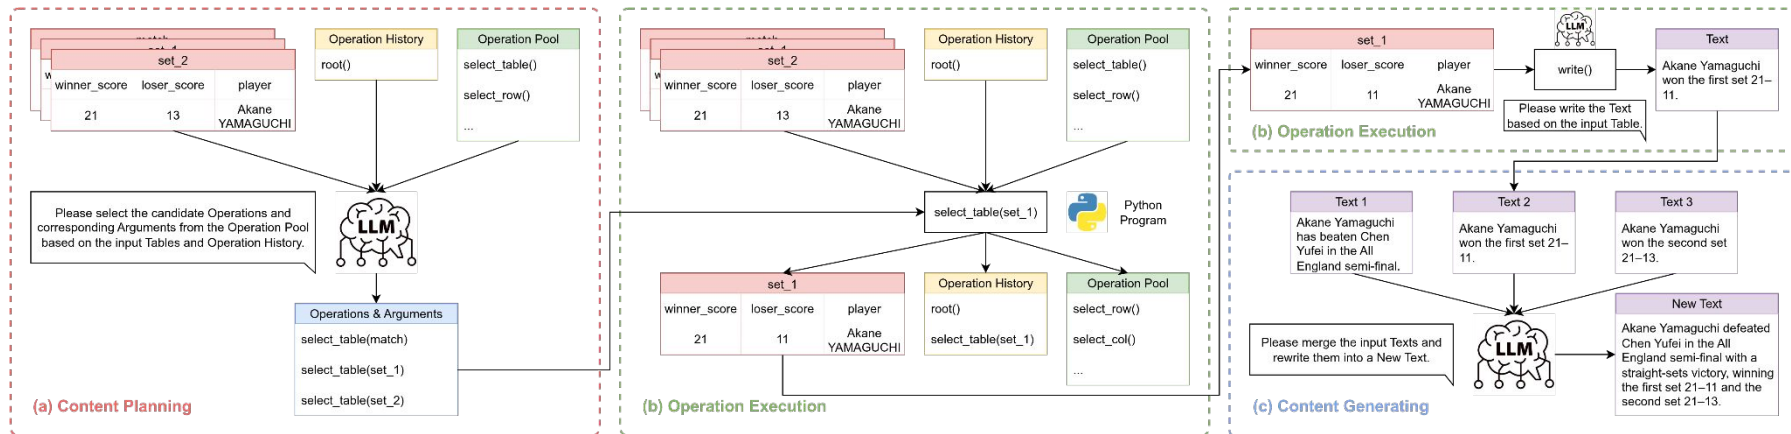 match
set_1
set_2
winner_score loser_score player
21 13 Akane
YAMAGUCHI
Operation History
root()
Operation Pool
select_table()
select_row()
...
Please select the candidate Operations and
corresponding Arguments from the Operation Pool
based on the input Tables and Operation History.
LLM
Operations & Arguments
select_table(match)
select_table(set_1)
select_table(set_2)
(a) Content Planning
set_2
winner_score loser_score player
21 13 Akane
YAMAGUCHI
Operation History
root()
Operation Pool
select_table()
select_row()
...
select_table(set_1)
Python
Program
set_1
winner_score loser_score player
21 11 Akane
YAMAGUCHI
Operation History
root()
select_table(set_1)
Operation Pool
select_row()
select_col()
...
(b) Operation Execution
set_1
winner_score loser_score player
21 11 Akane
YAMAGUCHI
LLM
write()
Please write the Text
based on the input Table.
Text
Akane Yamaguchi
won the first set 21–
11.
(b) Operation Execution
Text 1
Akane Yamaguchi
has beaten Chen
Yufei in the All
England semi-final.
Text 2
Akane Yamaguchi
won the first set 21–
11.
Text 3
Akane Yamaguchi
won the second set
21–13.
Please merge the input Texts and
rewrite them into a New Text.
LLM
New Text
Akane Yamaguchi defeated
Chen Yufei in the All
England semi-final with a
straight-sets victory, winning
the first set 21–11 and the
second set 21–13.
(c) Content Generating